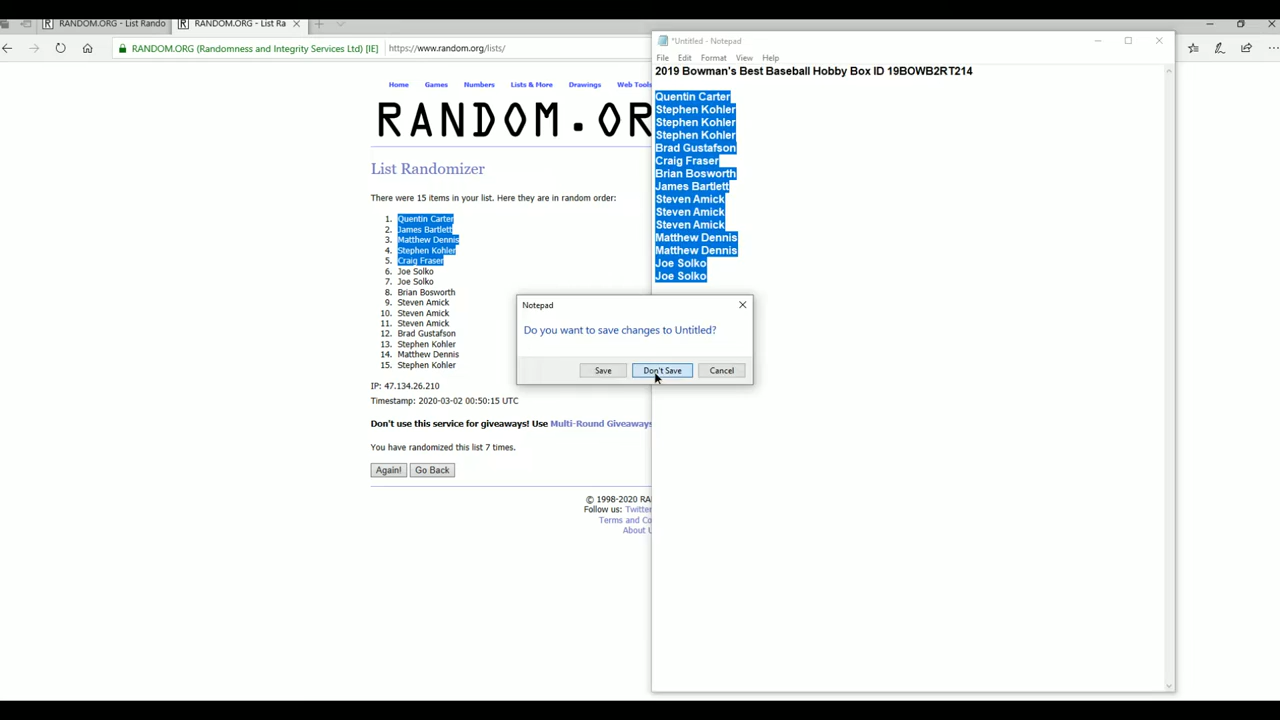 RANDOM.ORG - List Rando
RANDOM.ORG - List Ra
RANDOM.ORG (Randomness and Integrity Services Ltd) [IE]
https://www.random.org/lists/
Home Games Numbers Lists & More Drawings Web Tools
RANDOM.OR
List Randomizer
There were 15 items in your list. Here they are in random order:
1. Quentin Carter
2. James Bartlett
3. Matthew Dennis
4. Stephen Kohler
5. Craig Fraser
6. Joe Solko
7. Joe Solko
8. Brian Bosworth
9. Steven Amick
10. Steven Amick
11. Steven Amick
12. Brad Gustafson
13. Stephen Kohler
14. Matthew Dennis
15. Stephen Kohler
IP: 47.134.26.210
Timestamp: 2020-03-02 00:50:15 UTC
Don't use this service for giveaways! Use Multi-Round Giveaways
You have randomized this list 7 times.
Again! Go Back
© 1998-2020 RA
Follow us: Twitter
Terms and Co
About U
*Untitled - Notepad
File Edit Format View Help
2019 Bowman's Best Baseball Hobby Box ID 19BOWB2RT214
Quentin Carter
Stephen Kohler
Stephen Kohler
Stephen Kohler
Brad Gustafson
Craig Fraser
Brian Bosworth
James Bartlett
Steven Amick
Steven Amick
Steven Amick
Matthew Dennis
Matthew Dennis
Joe Solko
Joe Solko
Notepad
Do you want to save changes to Untitled?
Save Don't Save Cancel